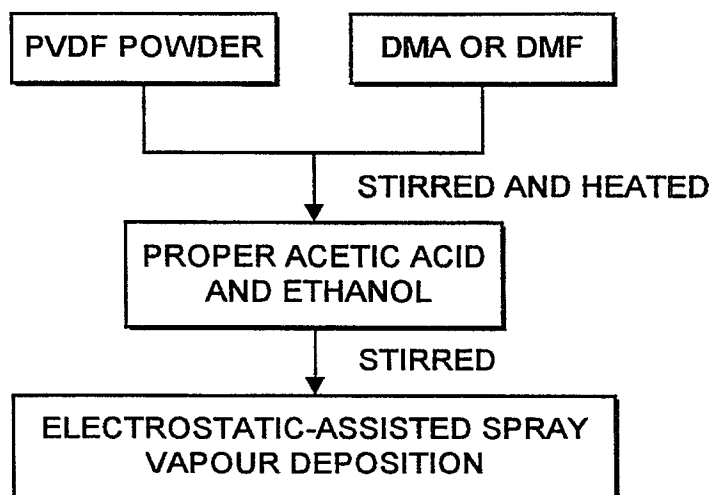 PVDF POWDER
DMA OR DMF
STIRRED AND HEATED
PROPER ACETIC ACID
AND ETHANOL
STIRRED
ELECTROSTATIC-ASSISTED SPRAY
VAPOUR DEPOSITION